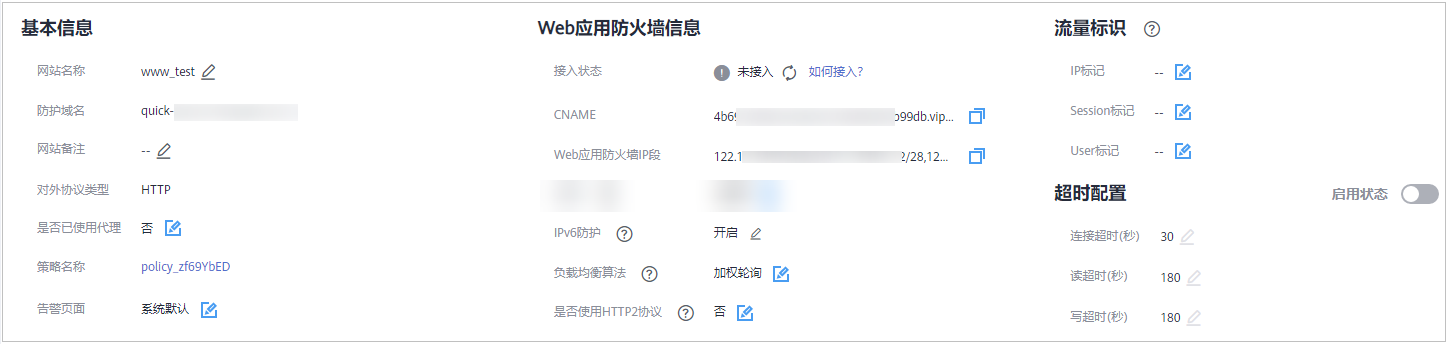 基本信息
网站名称 www_test
防护域名 quick-
网站备注 --
对外协议类型 HTTP
是否已使用代理 否
策略名称 policy_zf69YbED
告警页面 系统默认
Web应用防火墙信息
接入状态 未接入 如何接入?
CNAME 4b69 b99db.vip...
Web应用防火墙IP段 122.1 2/28,12...
IPv6防护 开启
负载均衡算法 加权轮询
是否使用HTTP2协议 否
流量标识
IP标记 --
Session标记 --
User标记 --
超时配置 启用状态
连接超时(秒) 30
读超时(秒) 180
写超时(秒) 180